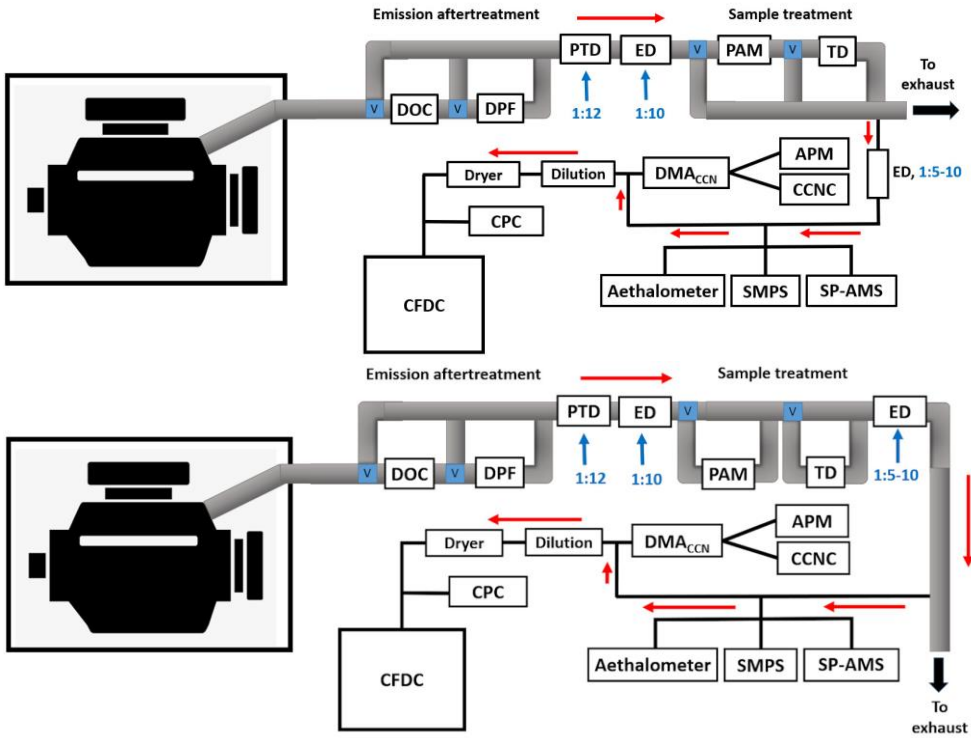 Emission aftertreatment
Sample treatment
PTD
ED
V
PAM
V
TD
To
exhaust
V
DOC
V
DPF
1:12
1:10
ED, 1:5-10
APM
DMACCN
CCNC
Dryer
Dilution
CPC
Aethalometer
SMPS
SP-AMS
CFDC
Emission aftertreatment
Sample treatment
PTD
ED
V
V
ED
V
DOC
V
DPF
1:12
1:10
PAM
TD
1:5-10
APM
DMACCN
CCNC
Dryer
Dilution
CPC
Aethalometer
SMPS
SP-AMS
CFDC
To
exhaust